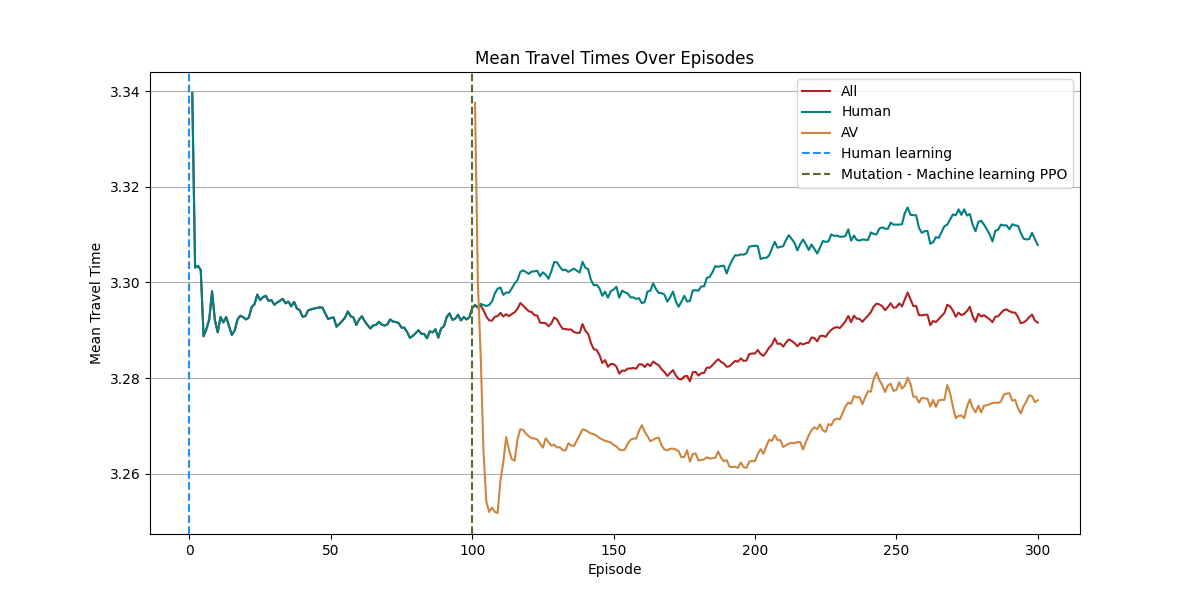 Mean Travel Times Over Episodes
Mean Travel Time
3.34
3.32
3.30
3.28
3.26
0
50
100
150
200
250
300
Episode
All
Human
AV
Human learning
Mutation - Machine learning PPO